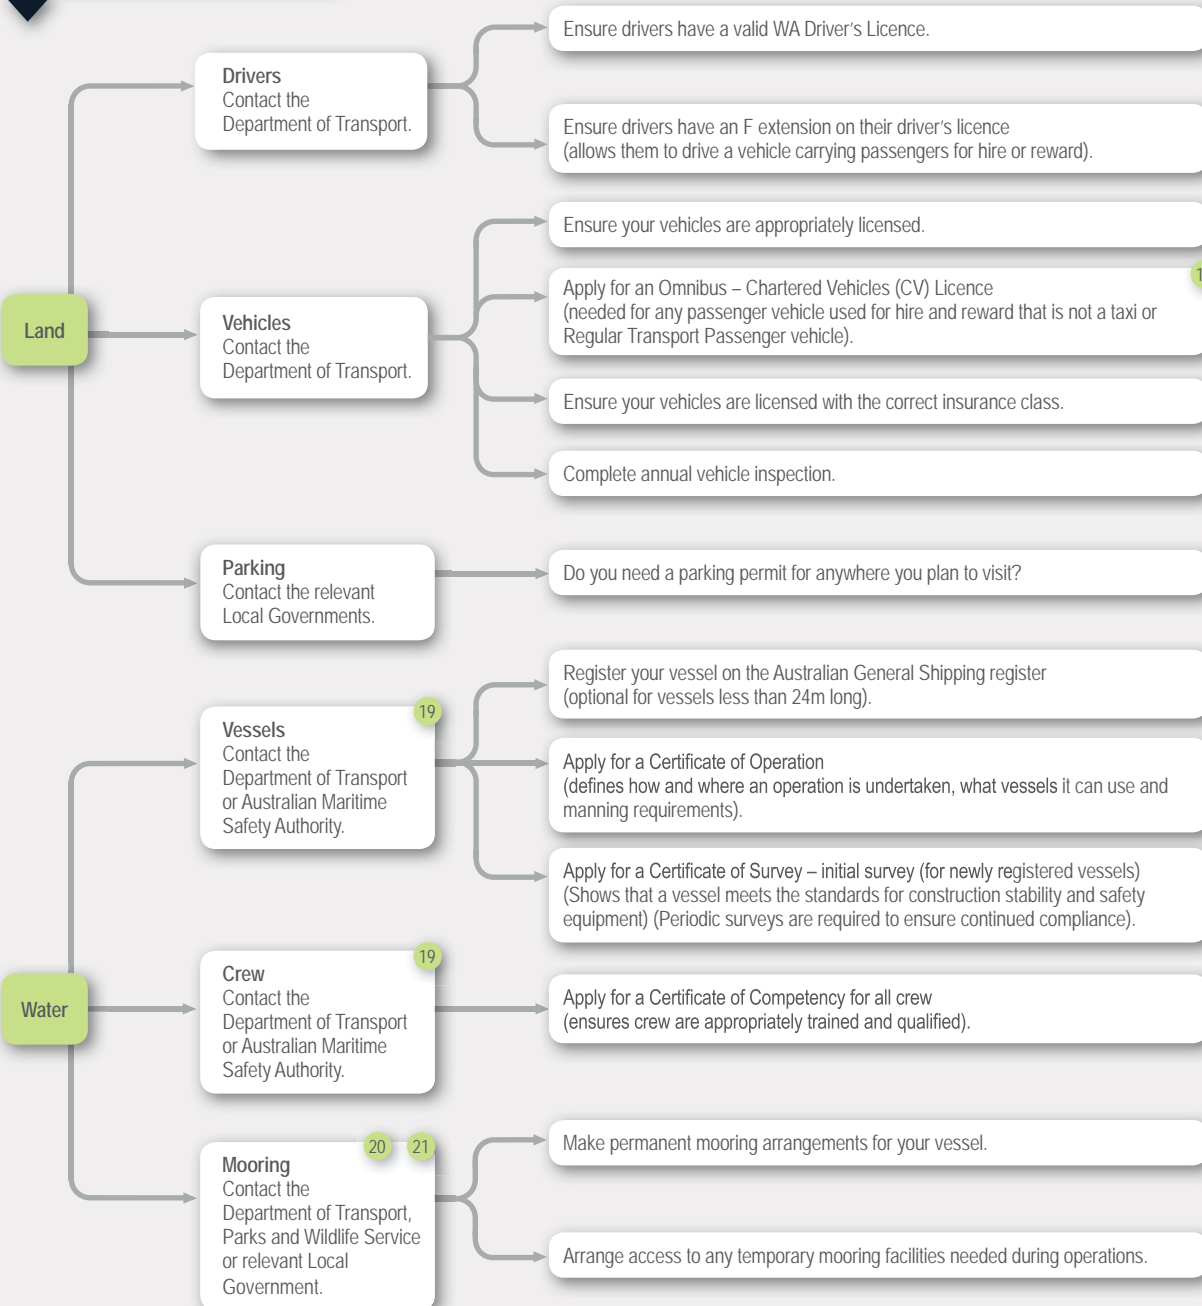 Ensure drivers have a valid WA Driver's Licence.
Drivers
Contact the
Department of Transport.
Ensure drivers have an F extension on their driver's licence
(allows them to drive a vehicle carrying passengers for hire or reward).
Ensure your vehicles are appropriately licensed.
Land
Vehicles
Contact the
Department of Transport.
Apply for an Omnibus – Chartered Vehicles (CV) Licence
(needed for any passenger vehicle used for hire and reward that is not a taxi or
Regular Transport Passenger vehicle).
Ensure your vehicles are licensed with the correct insurance class.
Complete annual vehicle inspection.
Parking
Contact the relevant
Local Governments.
Do you need a parking permit for anywhere you plan to visit?
Register your vessel on the Australian General Shipping register
(optional for vessels less than 24m long).
19
Vessels
Contact the
Department of Transport
or Australian Maritime
Safety Authority.
Apply for a Certificate of Operation
(defines how and where an operation is undertaken, what vessels it can use and
manning requirements).
Apply for a Certificate of Survey – initial survey (for newly registered vessels)
(Shows that a vessel meets the standards for construction stability and safety
equipment) (Periodic surveys are required to ensure continued compliance).
Water
19
Crew
Contact the
Department of Transport
or Australian Maritime
Safety Authority.
Apply for a Certificate of Competency for all crew
(ensures crew are appropriately trained and qualified).
20 21
Mooring
Contact the
Department of Transport,
Parks and Wildlife Service
or relevant Local
Government.
Make permanent mooring arrangements for your vessel.
Arrange access to any temporary mooring facilities needed during operations.